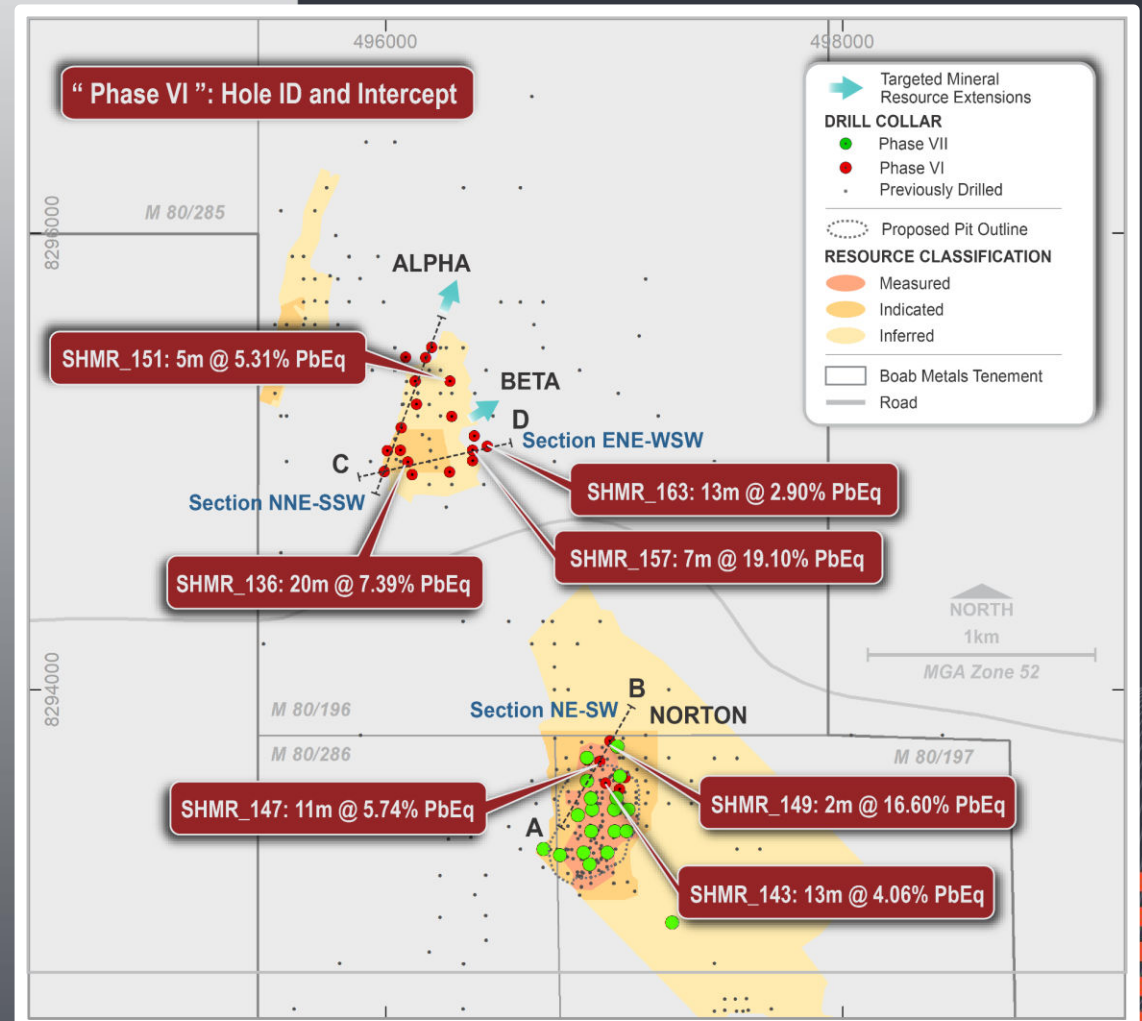 496000
498000
“ Phase VI ”: Hole ID and Intercept
Targeted Mineral
Resource Extensions
DRILL COLLAR
Phase VII
Phase VI
Previously Drilled
Proposed Pit Outline
RESOURCE CLASSIFICATION
Measured
Indicated
Inferred
Boab Metals Tenement
Road
M 80/285
8296000
ALPHA
SHMR_151: 5m @ 5.31% PbEq
BETA
D
Section ENE-WSW
C
Section NNE-SSW
SHMR_163: 13m @ 2.90% PbEq
SHMR_157: 7m @ 19.10% PbEq
SHMR_136: 20m @ 7.39% PbEq
NORTH
1km
MGA Zone 52
8294000
M 80/196
Section NE-SW
B
NORTON
M 80/286
M 80/197
SHMR_147: 11m @ 5.74% PbEq
SHMR_149: 2m @ 16.60% PbEq
A
SHMR_143: 13m @ 4.06% PbEq